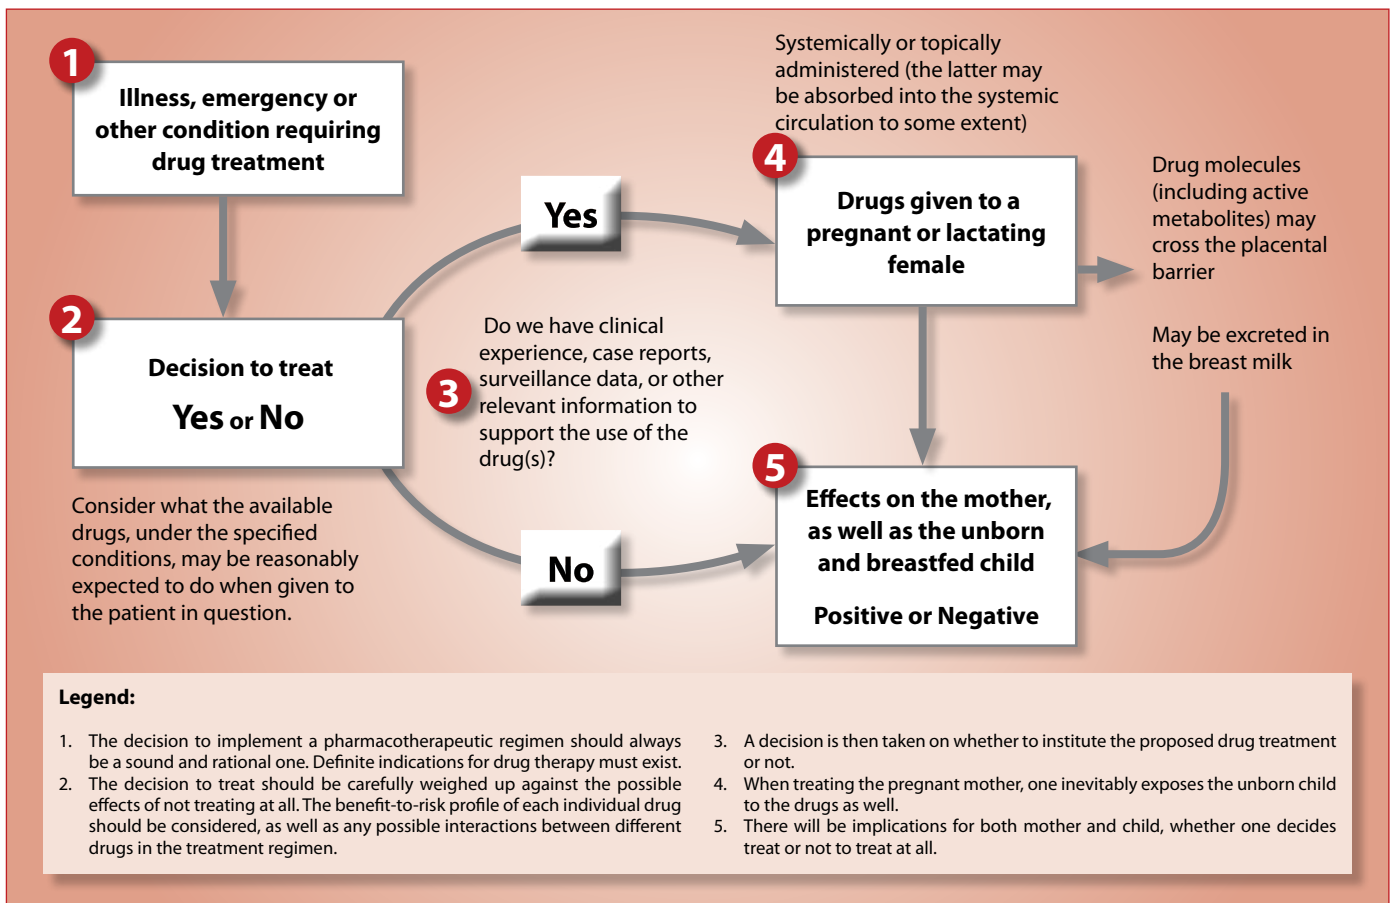 1
Illness, emergency or
other condition requiring
drug treatment
2
Decision to treat
Yes or No
Consider what the available
drugs, under the specified
conditions, may be reasonably
expected to do when given to
the patient in question.
Yes
3
Do we have clinical
experience, case reports,
surveillance data, or other
relevant information to
support the use of the
drug(s)?
No
Systemically or topically
administered (the latter may
be absorbed into the systemic
circulation to some extent)
4
Drugs given to a
pregnant or lactating
female
Drug molecules
(including active
metabolites) may
cross the placental
barrier
May be excreted in
the breast milk
5
Effects on the mother,
as well as the unborn
and breastfed child
Positive or Negative
Legend:
1. The decision to implement a pharmacotherapeutic regimen should always
be a sound and rational one. Definite indications for drug therapy must exist.
2. The decision to treat should be carefully weighed up against the possible
effects of not treating at all. The benefit-to-risk profile of each individual drug
should be considered, as well as any possible interactions between different
drugs in the treatment regimen.
3. A decision is then taken on whether to institute the proposed drug treatment
or not.
4. When treating the pregnant mother, one inevitably exposes the unborn child
to the drugs as well.
5. There will be implications for both mother and child, whether one decides
treat or not to treat at all.